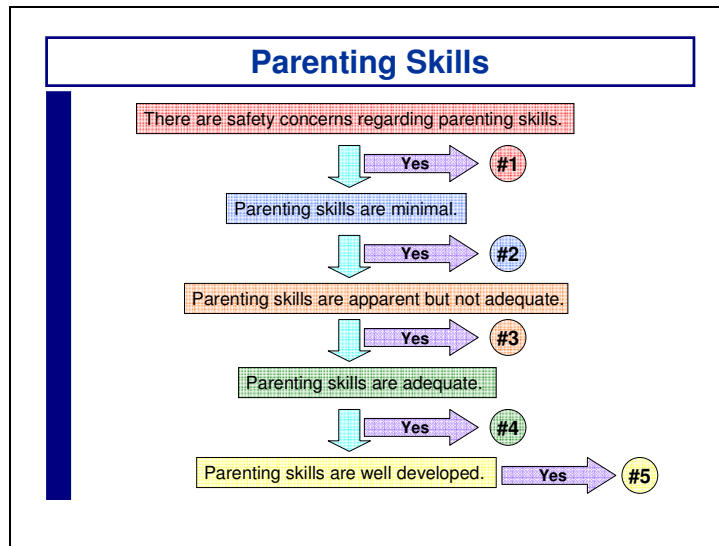 Parenting Skills
There are safety concerns regarding parenting skills.
Yes #1
Parenting skills are minimal.
Yes #2
Parenting skills are apparent but not adequate.
Yes #3
Parenting skills are adequate.
Yes #4
Parenting skills are well developed. Yes #5